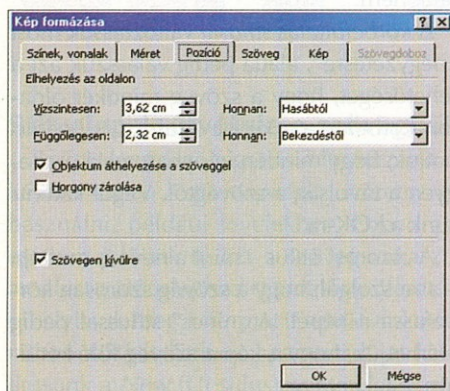 Kép formázása
Színek, vonalak Méret Pozíció Szöveg Kép Szövegdoboz
Elhelyezés az oldalon
Vízszintesen: 3,62 cm Honnan: Hasábtól
Függőlegesen: 2,32 cm Honnan: Bekezdéstől
Objektum áthelyezése a szöveggel
Horgony zárolása
Szövegen kívülre
OK Mégse